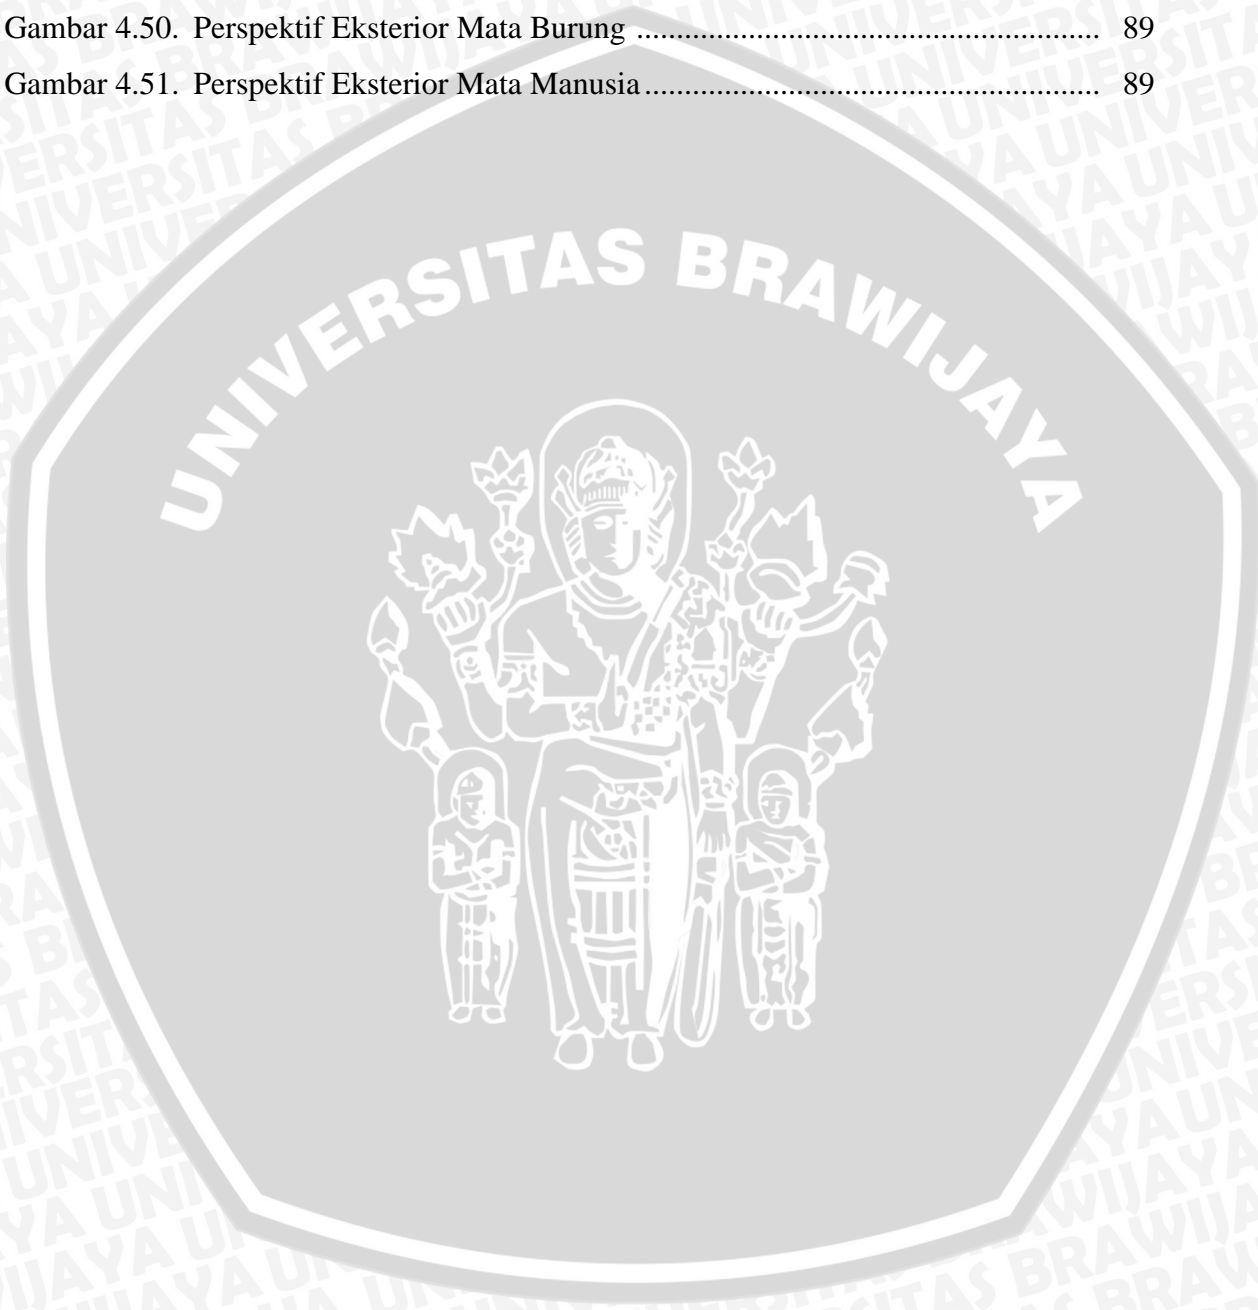 Gambar 4.50. Perspektif Eksterior Mata Burung .......................................................... 89
Gambar 4.51. Perspektif Eksterior Mata Manusia ......................................................... 89
UNIVERSITAS BRAWIJAYA